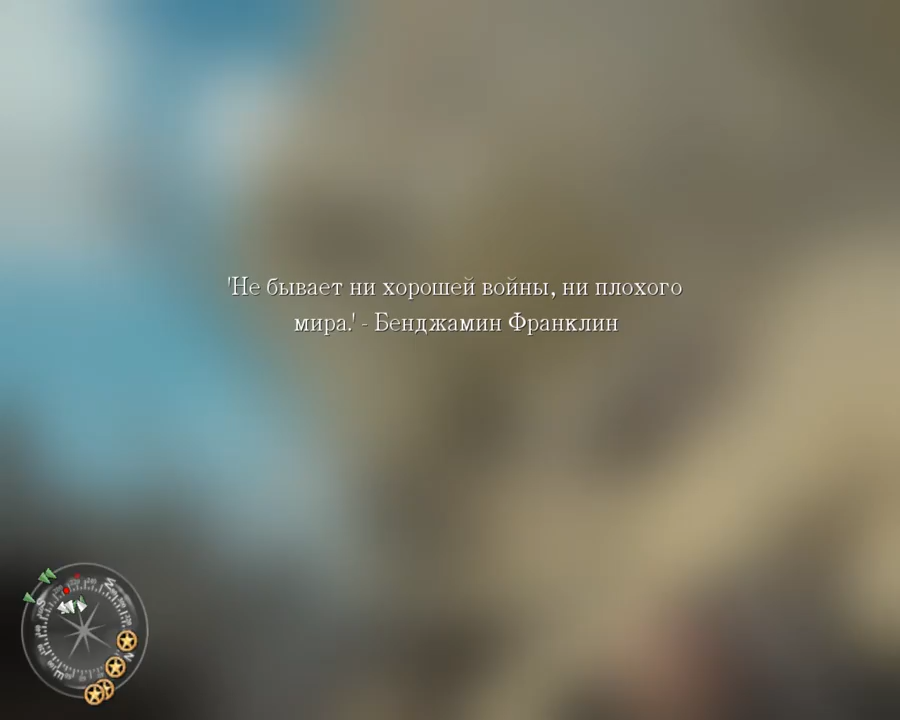 'Не бывает ни хорошей войны, ни плохого
мира.' - Бенджамин Франклин